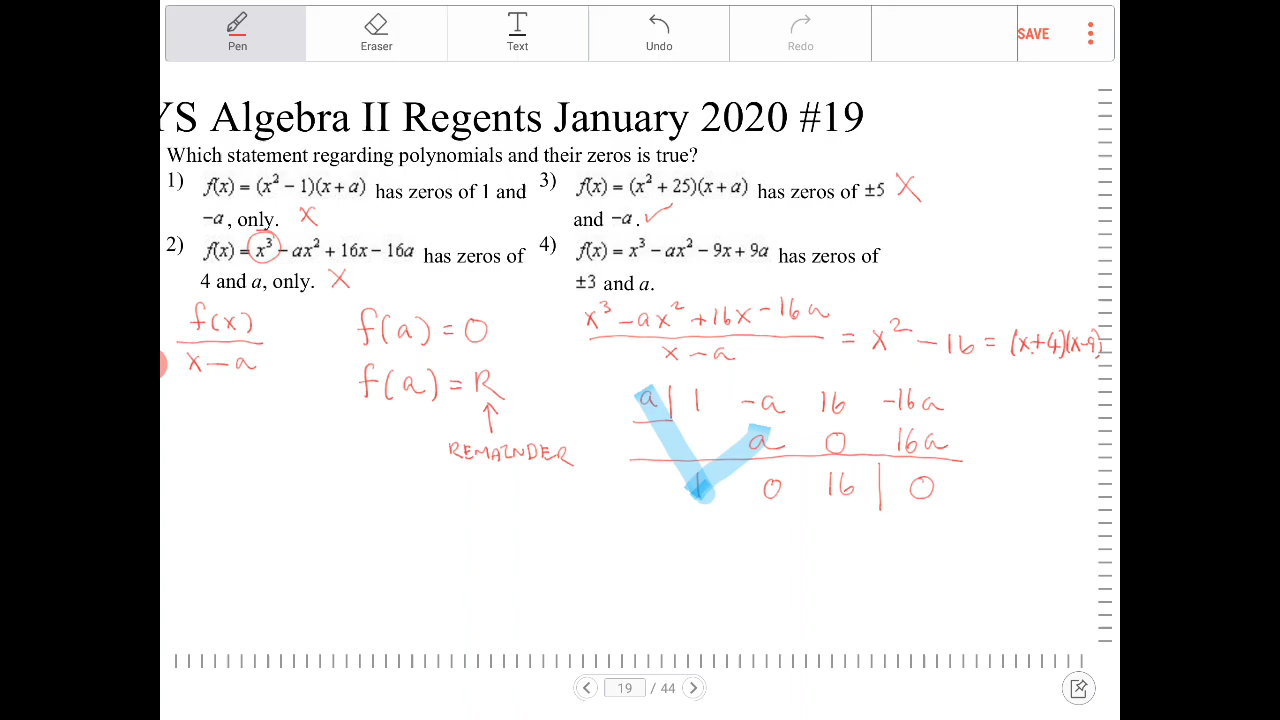 Pen
Eraser
Text
Undo
Redo
SAVE
YS Algebra II Regents January 2020 #19
Which statement regarding polynomials and their zeros is true?
1) f(x) = (x² − 1)(x + a) has zeros of 1 and
−a, only. X
2) f(x) = x³ − ax² + 16x − 16a has zeros of
4 and a, only. X
3) f(x) = (x² + 25)(x + a) has zeros of ±5 X
and −a. ✓
4) f(x) = x³ − ax² − 9x + 9a has zeros of
±3 and a.
f(x)
x − a
f(a) = 0
f(a) = R
↑
REMAINDER
x³ − ax² + 16x − 16a
x − a
= x² − 16 = (x+4)(x-9)
a | 1 −a 16 −16a
a 0 16a
1 0 16 | 0
19 / 44